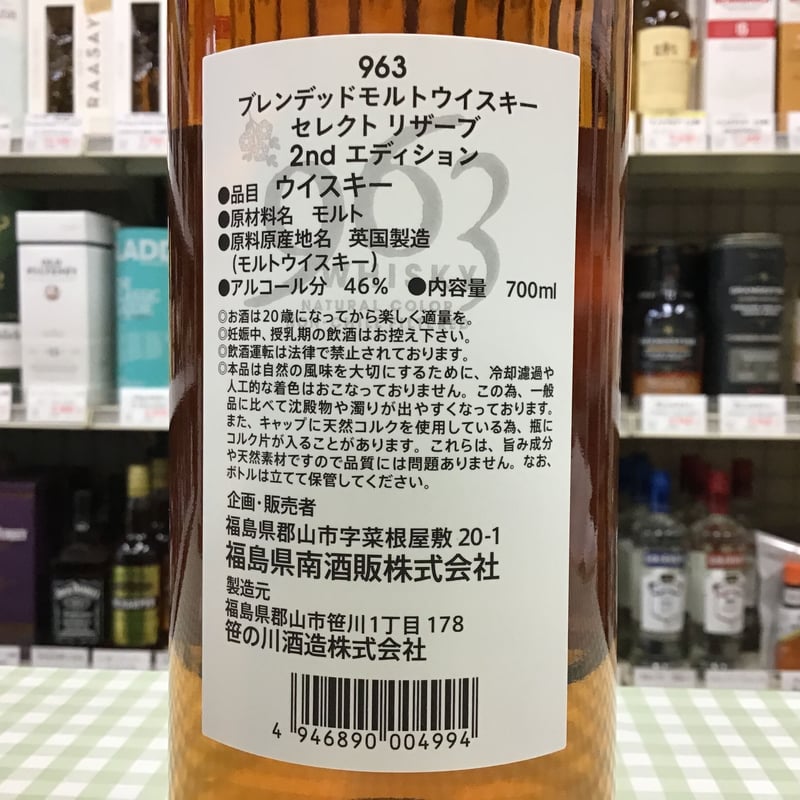 963
ブレンデッドモルトウイスキー
セレクト リザーブ
2nd エディション
●品目 ウイスキー
●原材料名 モルト
●原料原産地名 英国製造
(モルトウイスキー)
●アルコール分 46% ●内容量 700ml
◎お酒は20歳になってから楽しく適量を。
◎妊娠中、授乳期の飲酒はお控え下さい。
◎飲酒運転は法律で禁止されております。
◎本品は自然の風味を大切にするために、冷却濾過や
人工的な着色はおこなっておりません。この為、一般
品に比べて沈殿物や濁りが出やすくなっております。
また、キャップに天然コルクを使用している為、瓶に
コルク片が入ることがあります。これらは、旨み成分
や天然素材ですので品質には問題ありません。なお、
ボトルは立てて保管してください。
企画・販売者
福島県郡山市字菜根屋敷 20-1
福島県南酒販株式会社
製造元
福島県郡山市笹川1丁目178
笹の川酒造株式会社
4 946890 004994
963
WHISKY
NATURAL COLOR
RAASAY